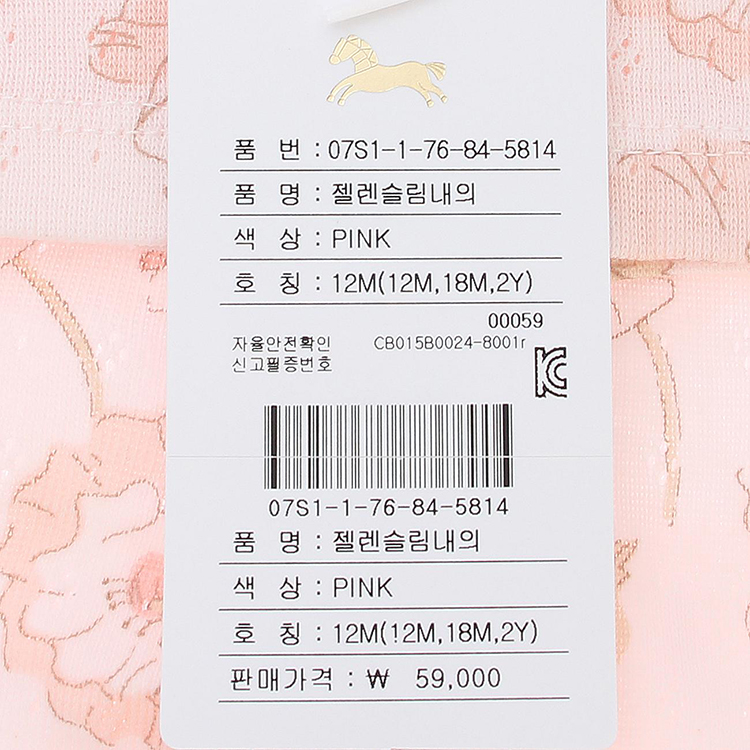 품 번 : 07S1-1-76-84-5814
품 명 : 젤렌슬림내의
색 상 : PINK
호 칭 : 12M(12M,18M,2Y)
00059
자율안전확인 CB015B0024-8001r
신고필증번호
07S1-1-76-84-5814
품 명 : 젤렌슬림내의
색 상 : PINK
호 칭 : 12M(12M,18M,2Y)
판매가격 : ₩ 59,000